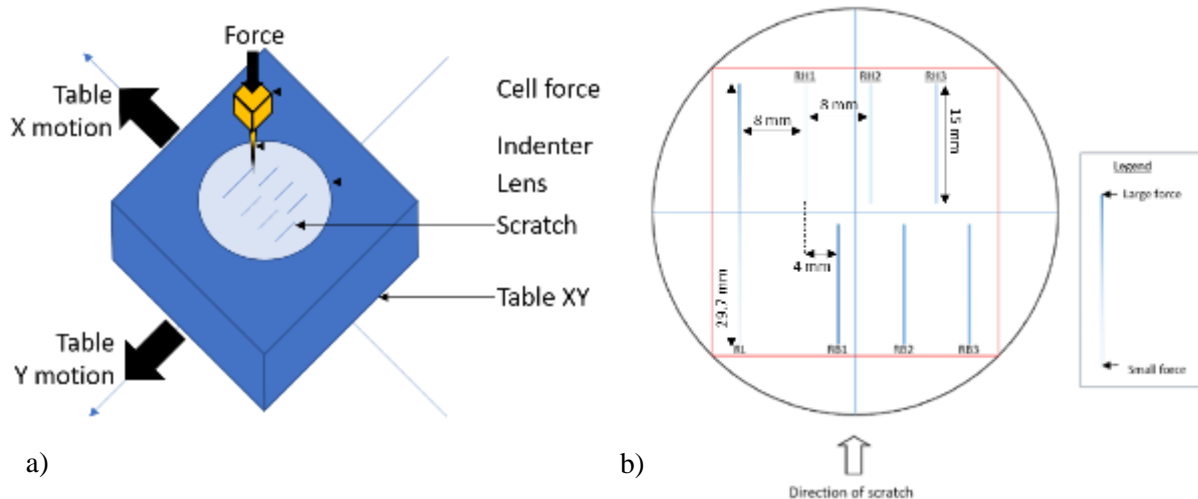 Force
Table
X motion
Cell force
Indenter
Lens
Scratch
Table XY
Table
Y motion
a)
RH1
RH2
RH3
8 mm
8 mm
15 mm
4 mm
29.7 mm
RL
RB1
RB2
RB3
Legend
Large force
Small force
b)
Direction of scratch